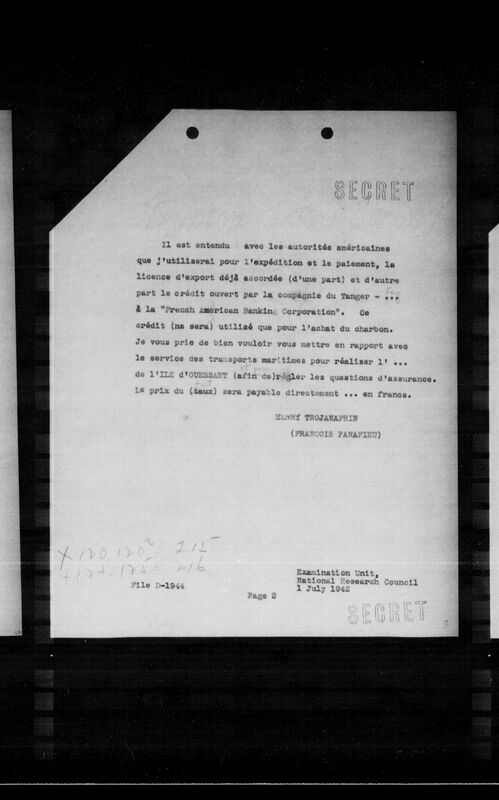 SECRET
Il est entendu avec les autorités américaines
que j'utiliserai pour l'expédition et le paiement, la
licence d'export déjà accordée (d'une part) et d'autre
part le crédit ouvert par la compagnie du Tanger - ...
à la "French American Banking Corporation". Ce
crédit (ne sera) utilisé que pour l'achat du charbon.
Je vous prie de bien vouloir vous mettre en rapport avec
le service des transports maritimes pour réaliser l' ...
de l'ILE d'OUESSANT (afin de)régler les questions d'assurance.
Le prix du (taux) sera payable directement ... en francs.
HENRY TROJANAFRIN
(FRANCOIS PANAFIEU)
x 120, 120 = 215
File D-1944
Examination Unit,
National Research Council
1 July 1942
Page 2
SECRET